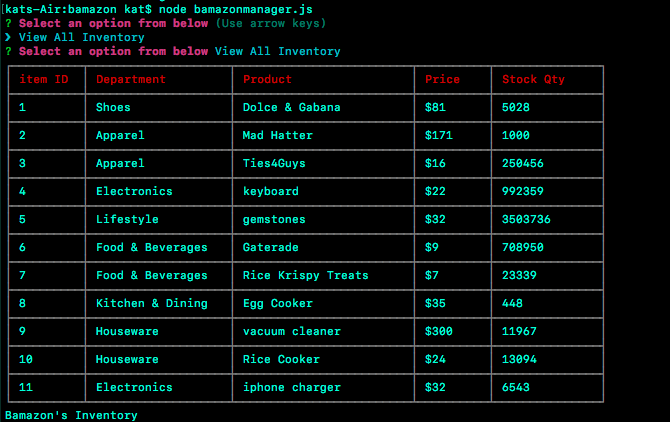 [kats-Air:bamazon kat$ node bamazonmanager.js
? Select an option from below (Use arrow keys)
❯ View All Inventory
? Select an option from below View All Inventory
item ID Department Product Price Stock Qty
1 Shoes Dolce & Gabana $81 5028
2 Apparel Mad Hatter $171 1000
3 Apparel Ties4Guys $16 250456
4 Electronics keyboard $22 992359
5 Lifestyle gemstones $32 3503736
6 Food & Beverages Gaterade $9 708950
7 Food & Beverages Rice Krispy Treats $7 23339
8 Kitchen & Dining Egg Cooker $35 448
9 Houseware vacuum cleaner $300 11967
10 Houseware Rice Cooker $24 13094
11 Electronics iphone charger $32 6543
Bamazon's Inventory